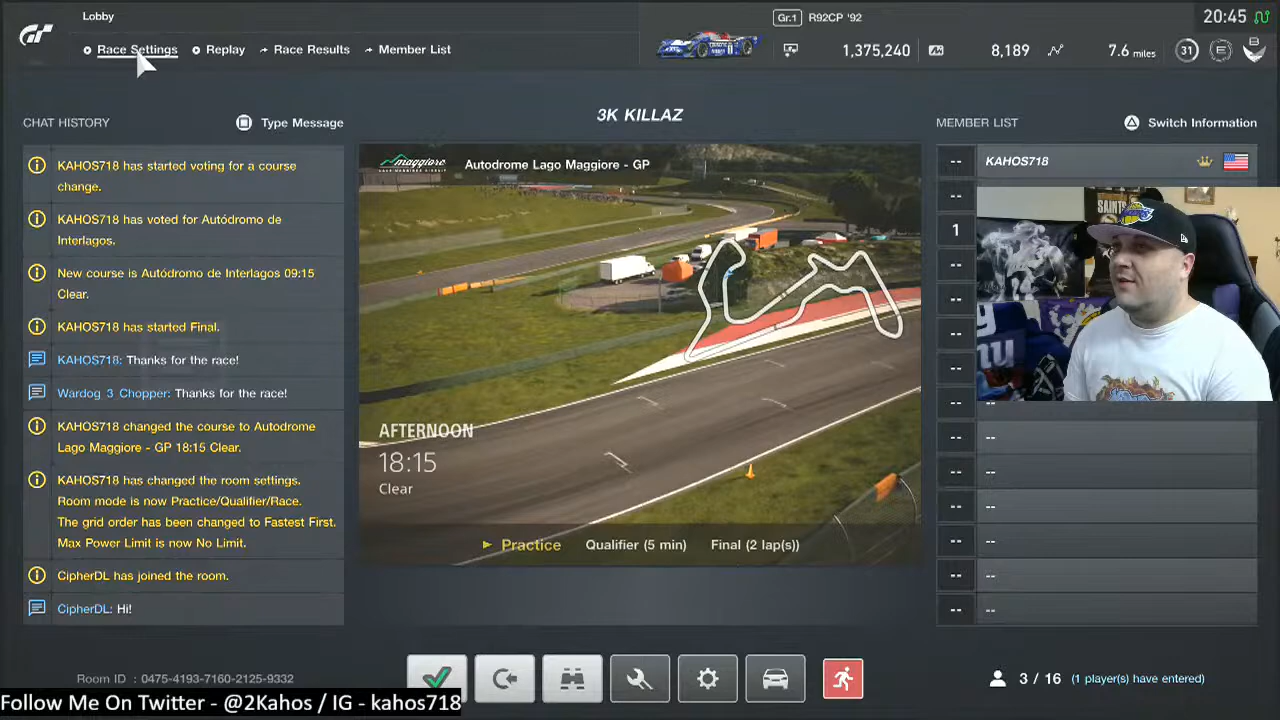 Lobby
Race Settings Replay Race Results Member List
Gr.1 R92CP '92
1,375,240 8,189 7.6 miles 31 E B
20:45
3K KILLAZ
CHAT HISTORY
Type Message
KAHOS718 has started voting for a course
change.
KAHOS718 has voted for Autódromo de
Interlagos.
New course is Autódromo de Interlagos 09:15
Clear.
KAHOS718 has started Final.
KAHOS718: Thanks for the race!
Wardog 3 Chopper: Thanks for the race!
KAHOS718 changed the course to Autodrome
Lago Maggiore - GP 18:15 Clear.
KAHOS718 has changed the room settings.
Room mode is now Practice/Qualifier/Race.
The grid order has been changed to Fastest First.
Max Power Limit is now No Limit.
CipherDL has joined the room.
CipherDL: Hi!
maggiore
Autodrome Lago Maggiore - GP
AFTERNOON
18:15
Clear
Practice Qualifier (5 min) Final (2 lap(s))
MEMBER LIST
Switch Information
-- KAHOS718
--
1
--
--
--
--
-- --
-- --
-- --
-- --
-- --
-- --
-- --
SAINTS
Room ID : 0475-4193-7160-2125-9332
3 / 16 (1 player(s) have entered)
Follow Me On Twitter - @2Kahos / IG - kahos718